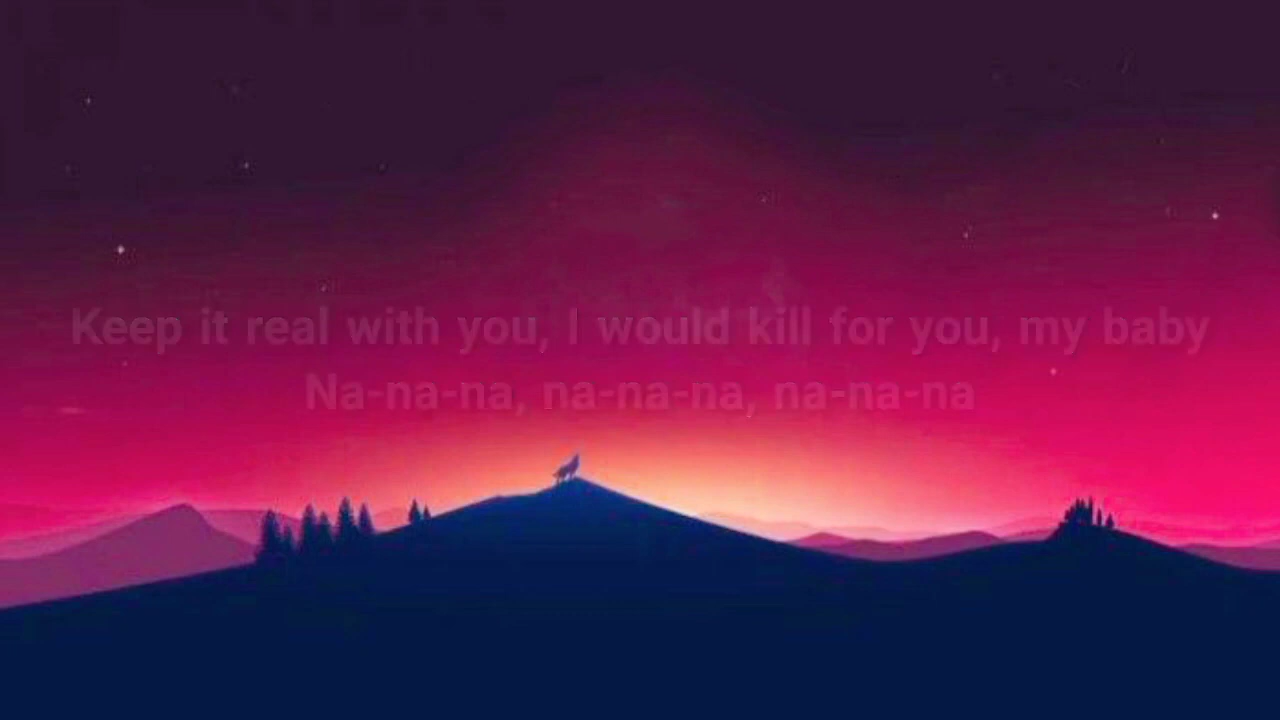 Keep it real with you, I would kill for you, my baby
Na-na-na, na-na-na, na-na-na